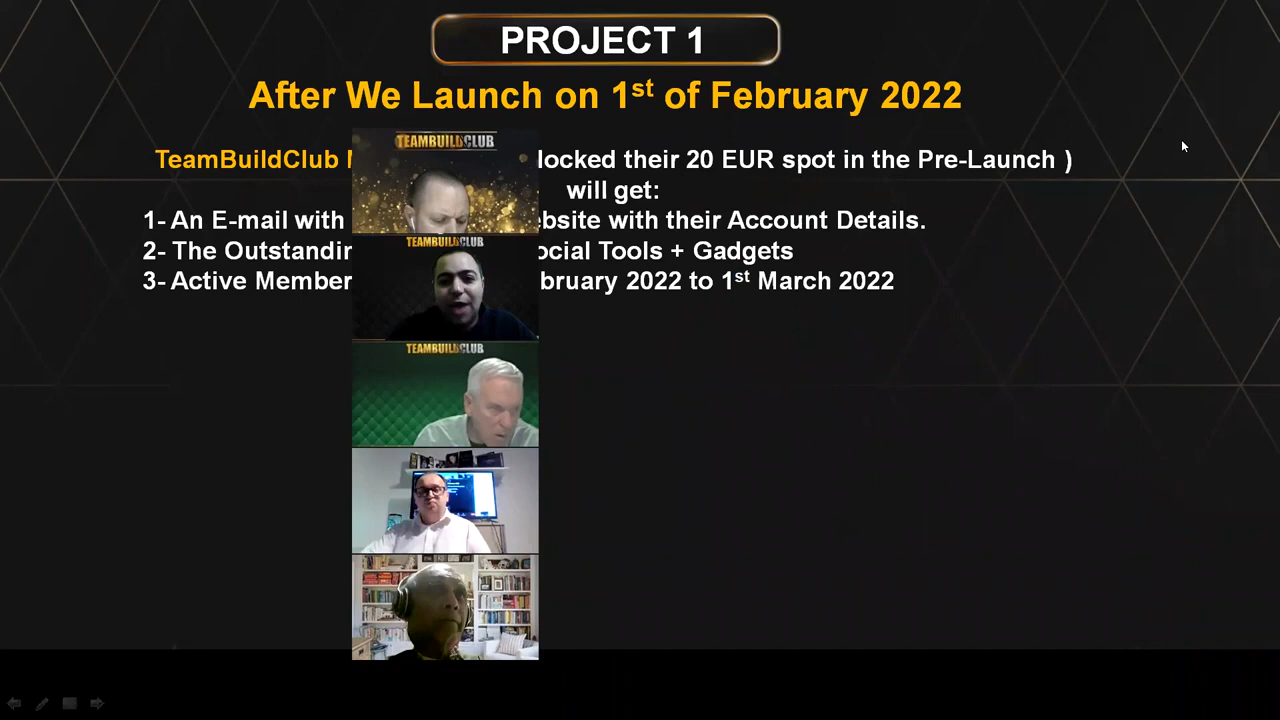 PROJECT 1
After We Launch on 1st of February 2022
TEAMBUILDCLUB
TeamBuildClub locked their 20 EUR spot in the Pre-Launch )
will get:
1- An E-mail with ebsite with their Account Details.
TEAMBUILDCLUB
2- The Outstandin ocial Tools + Gadgets
3- Active Member bruary 2022 to 1st March 2022
TEAMBUILDCLUB